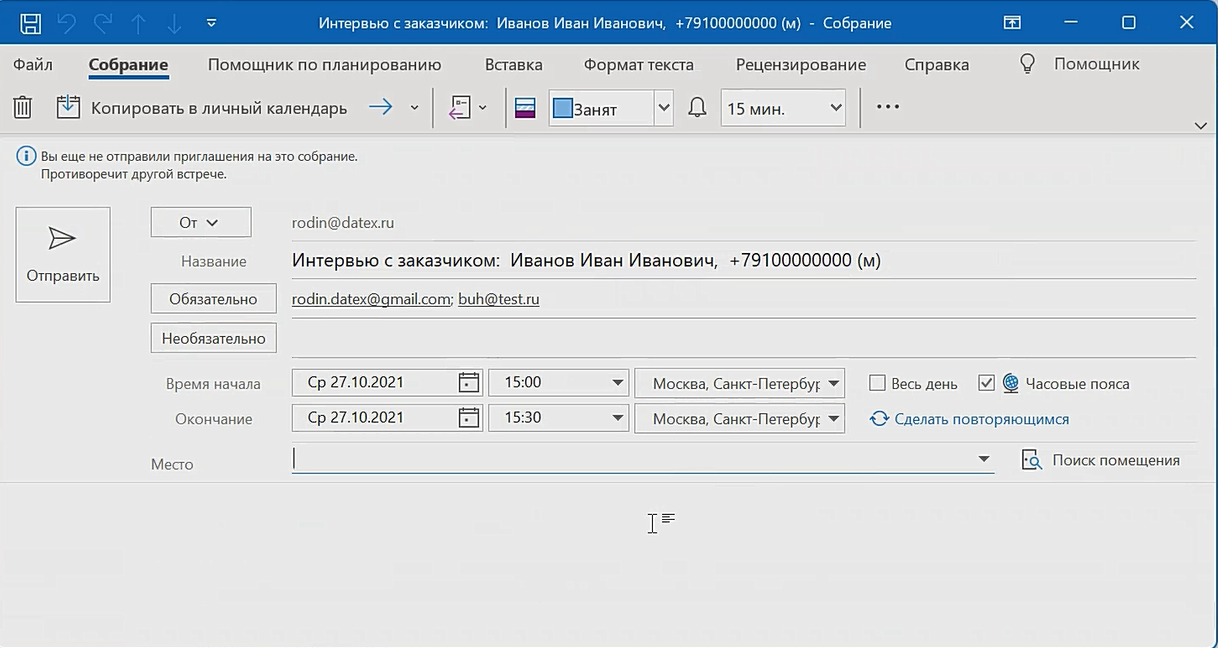 Интервью с заказчиком:  Иванов Иван Иванович,  +79100000000 (м)  -  Собрание
Файл Собрание Помощник по планированию Вставка Формат текста Рецензирование Справка Помощник
Копировать в личный календарь Занят 15 мин. ...
Вы еще не отправили приглашения на это собрание.
Противоречит другой встрече.
От rodin@datex.ru
Отправить
Название Интервью с заказчиком:  Иванов Иван Иванович,  +79100000000 (м)
Обязательно rodin.datex@gmail.com; buh@test.ru
Необязательно
Время начала Ср 27.10.2021 15:00 Москва, Санкт-Петербур Весь день Часовые пояса
Окончание Ср 27.10.2021 15:30 Москва, Санкт-Петербур Сделать повторяющимся
Место Поиск помещения